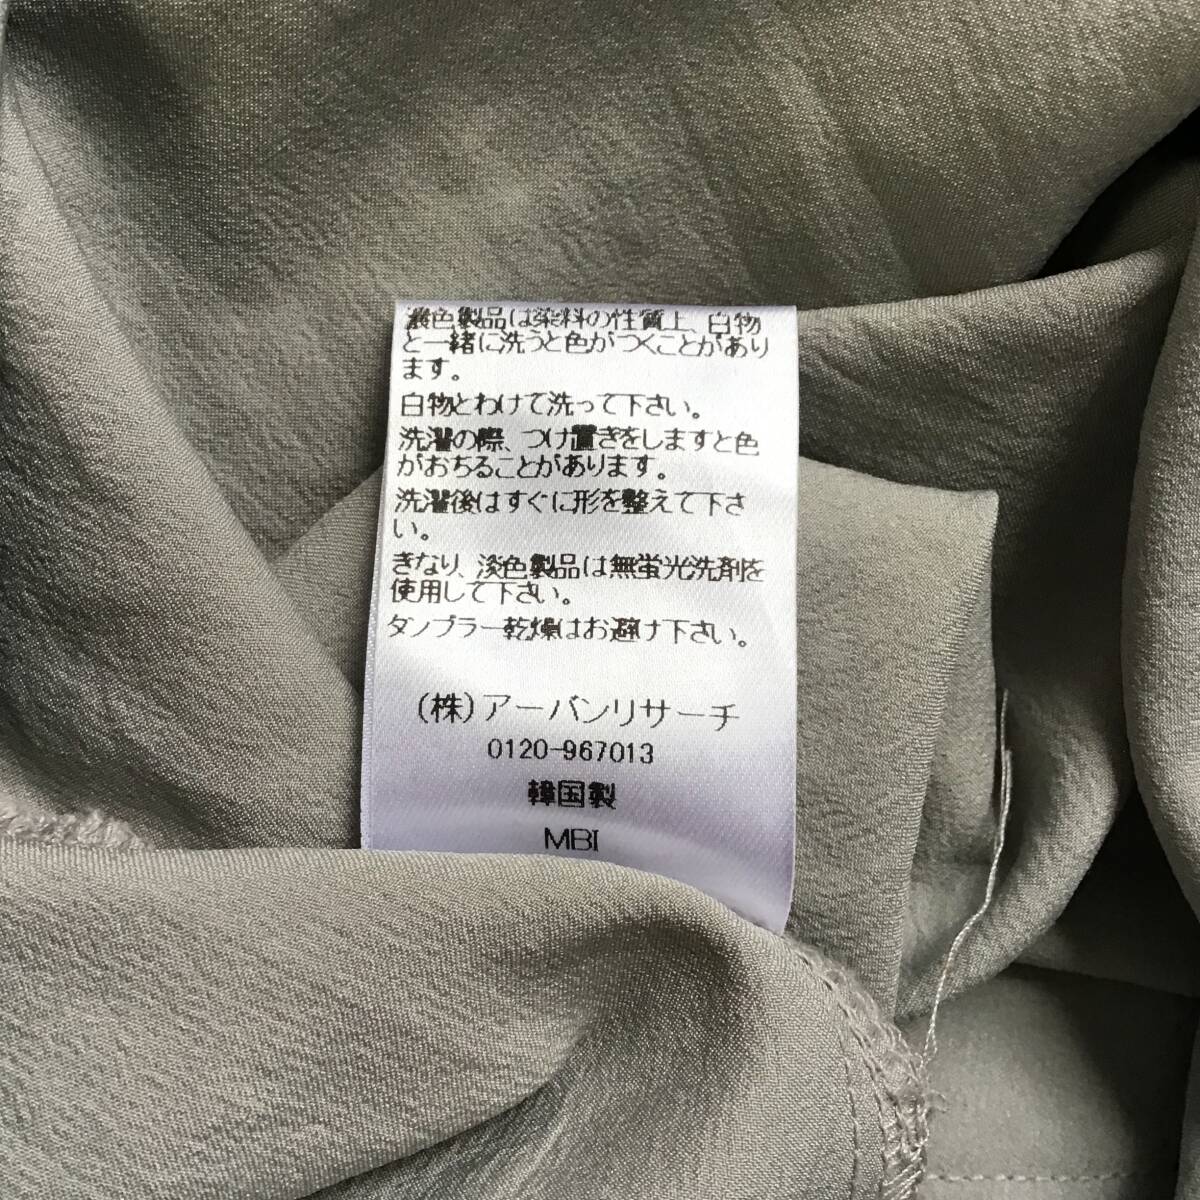 濃色製品は染料の性質上、白物
と一緒に洗うと色がつくことがあり
ます。
白物とわけて洗って下さい。
洗濯の際、つけ置きをしますと色
がおちることがあります。
洗濯後はすぐに形を整えて下さ
い。
きなり、淡色製品は無蛍光洗剤を
使用して下さい。
タンブラー乾燥はお避け下さい。
(株)アーバンリサーチ
0120-967013
韓国製
MBI